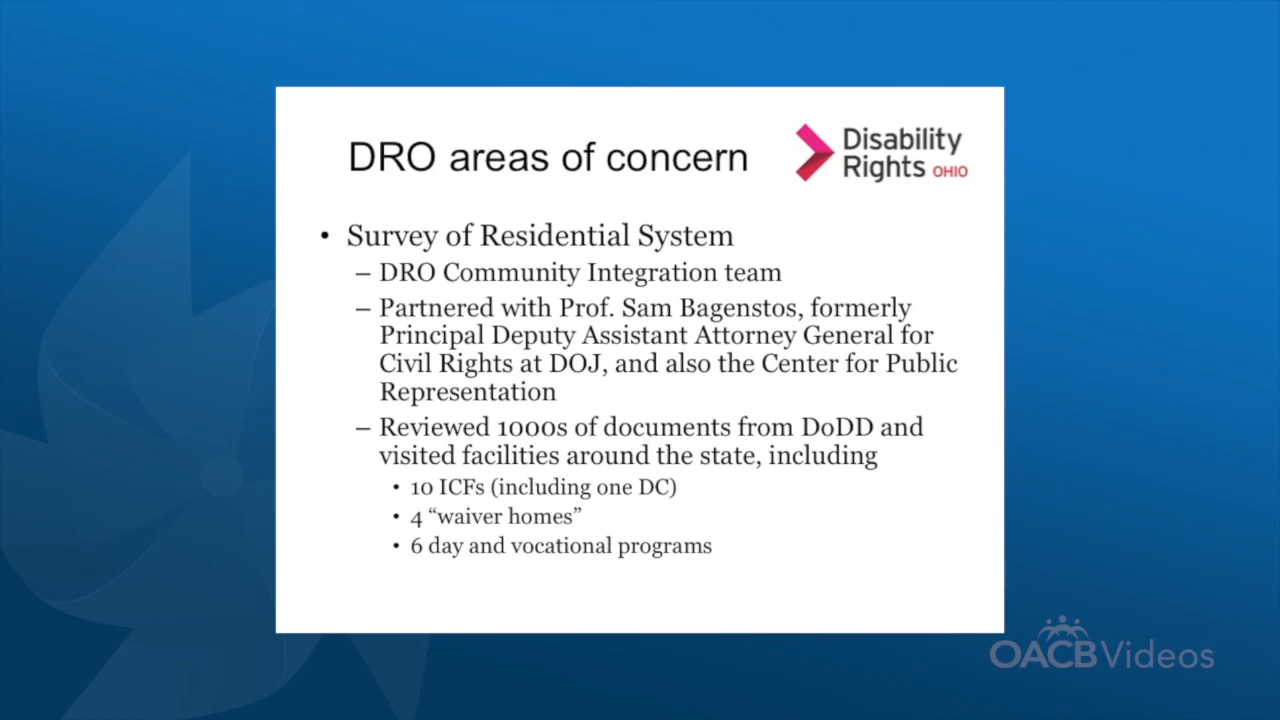 DRO areas of concern
Disability
Rights OHIO
• Survey of Residential System
– DRO Community Integration team
– Partnered with Prof. Sam Bagenstos, formerly
Principal Deputy Assistant Attorney General for
Civil Rights at DOJ, and also the Center for Public
Representation
– Reviewed 1000s of documents from DoDD and
visited facilities around the state, including
• 10 ICFs (including one DC)
• 4 “waiver homes”
• 6 day and vocational programs
OACBVideos